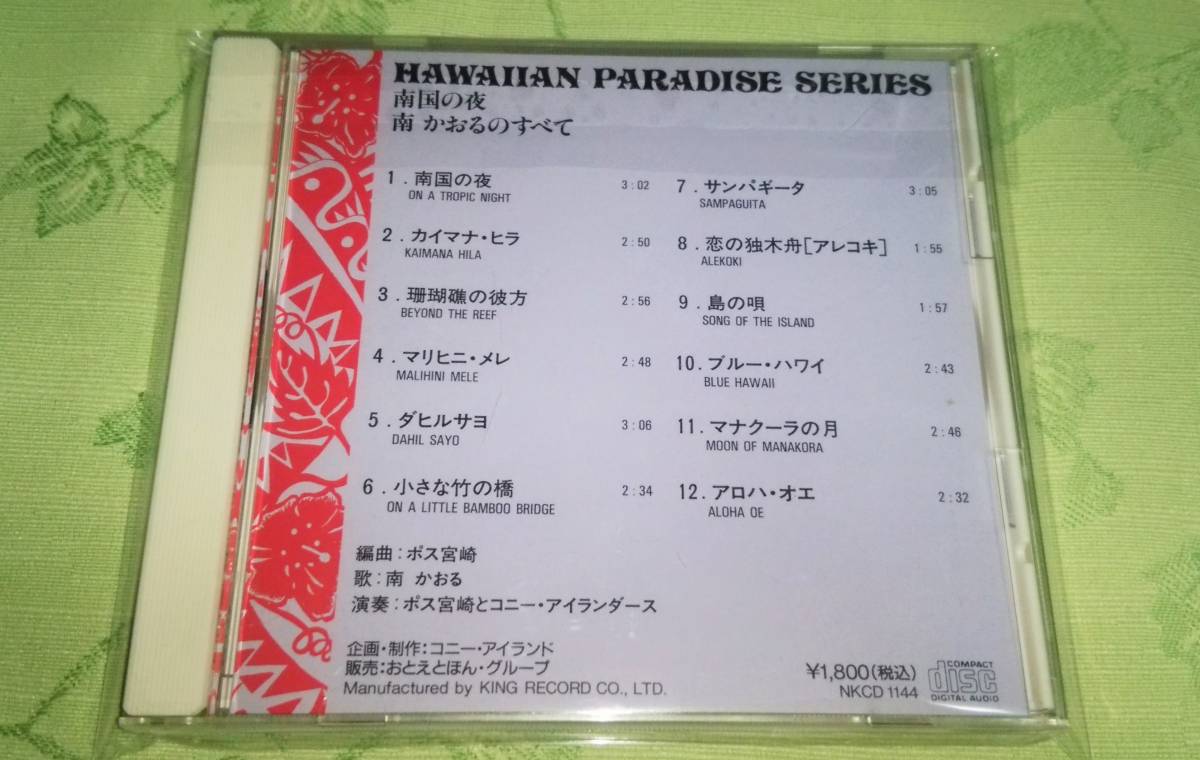 HAWAIIAN PARADISE SERIES
南国の夜
南 かおるのすべて
1. 南国の夜 3:02
ON A TROPIC NIGHT
2. カイマナ・ヒラ 2:50
KAIMANA HILA
3. 珊瑚礁の彼方 2:56
BEYOND THE REEF
4. マリヒニ・メレ 2:48
MALIHINI MELE
5. ダヒルサヨ 3:06
DAHIL SAYO
6. 小さな竹の橋 2:34
ON A LITTLE BAMBOO BRIDGE
7. サンパギータ 3:05
SAMPAGUITA
8. 恋の独木舟[アレコキ] 1:55
ALEKOKI
9. 島の唄 1:57
SONG OF THE ISLAND
10. ブルー・ハワイ 2:43
BLUE HAWAII
11. マナクーラの月 2:46
MOON OF MANAKORA
12. アロハ・オエ 2:32
ALOHA OE
編曲:ポス宮崎
歌:南 かおる
演奏:ポス宮崎とコニー・アイランダース
企画・制作:コニー・アイランド
販売:おとえとほん・グループ
Manufactured by KING RECORD CO., LTD.
¥1,800(税込)
NKCD 1144
COMPACT
disc
DIGITAL AUDIO